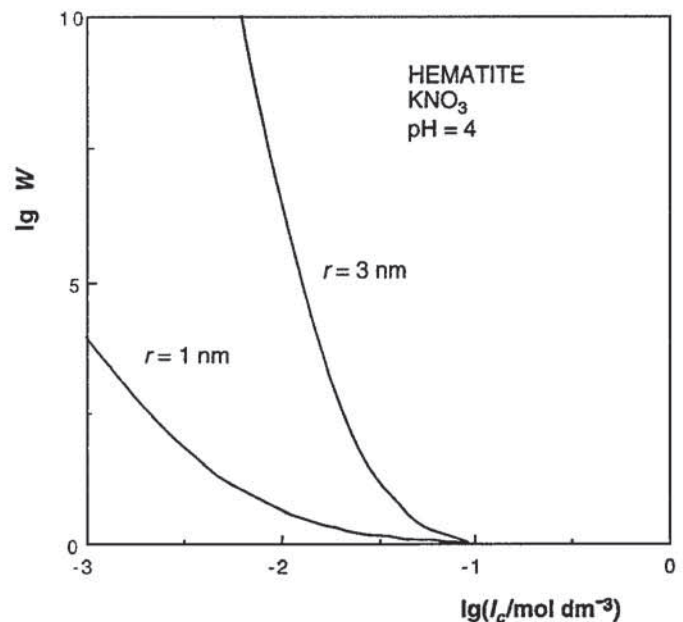 10
HEMATITE
KNO₃
pH = 4
lg W
5
r = 3 nm
r = 1 nm
0
-3 -2 -1 0
lg(I_c/mol dm⁻³)